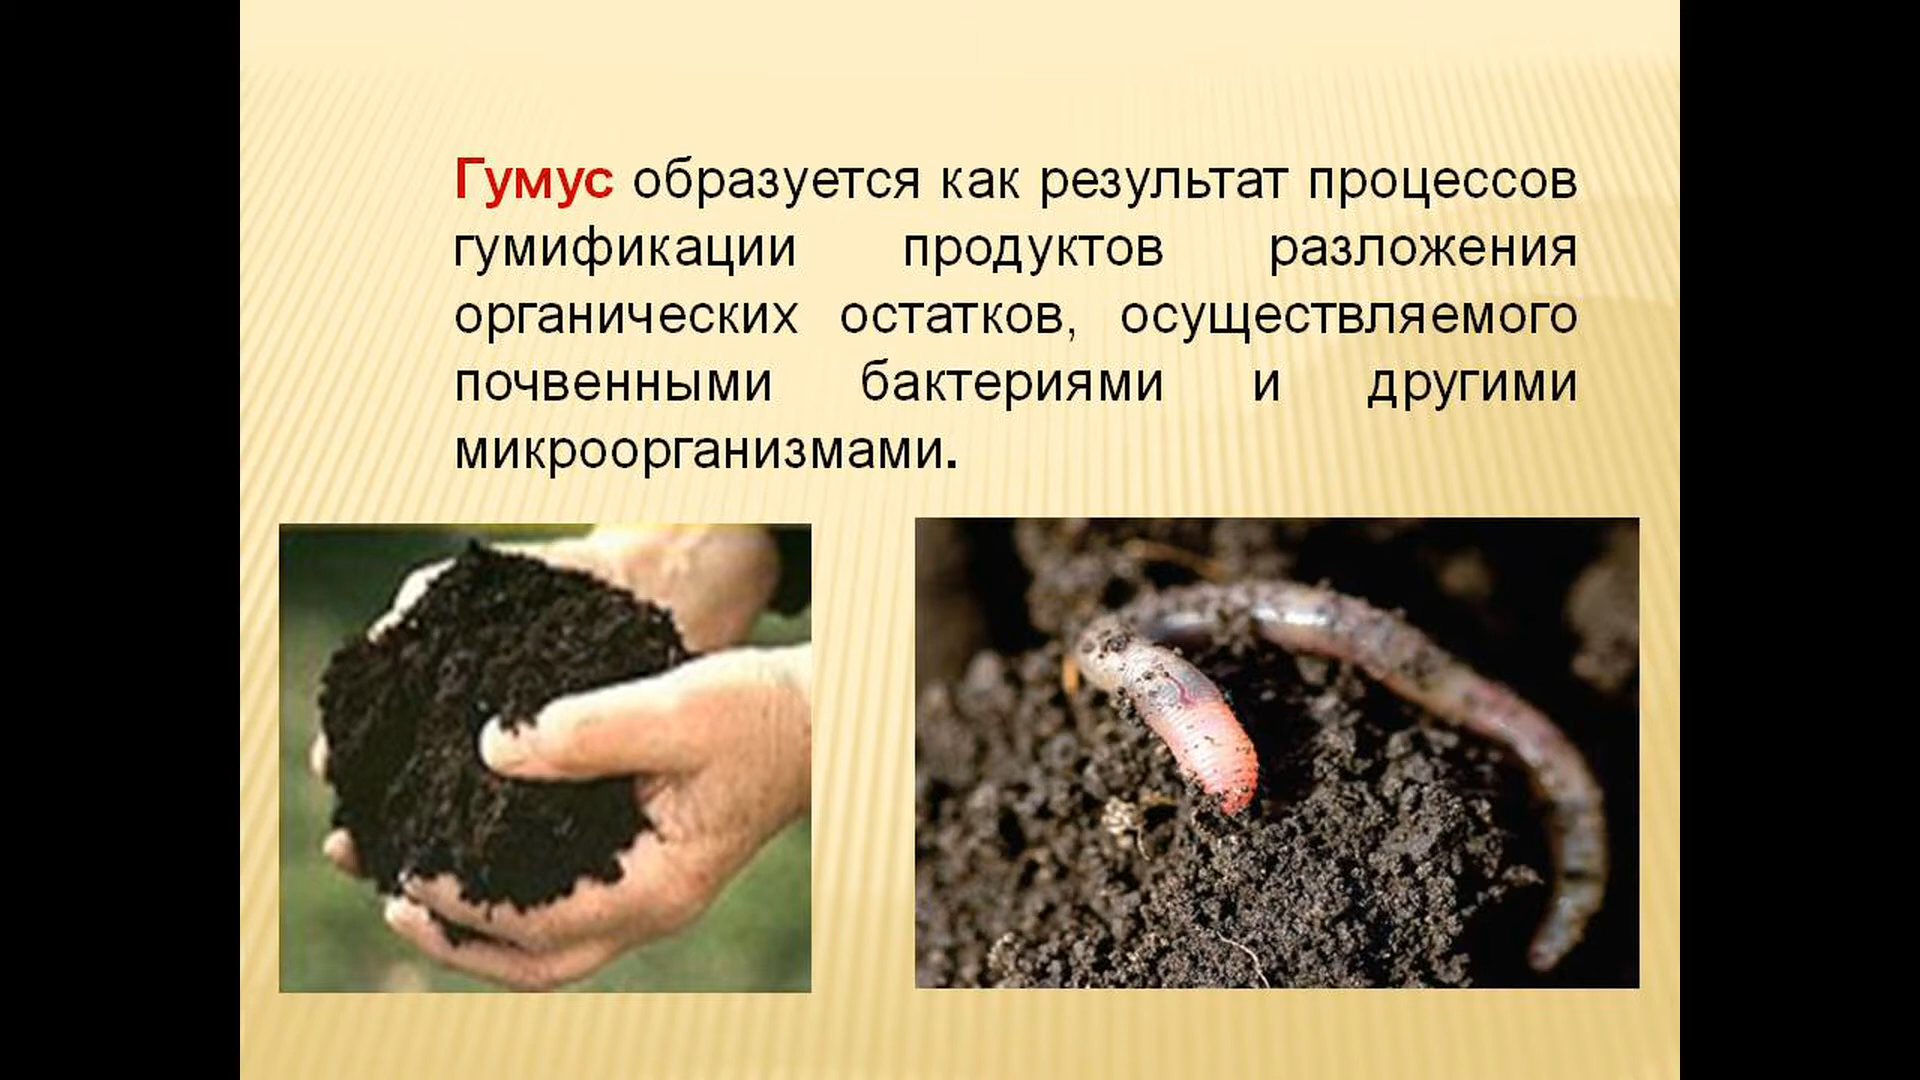 Гумус образуется как результат процессов
гумификации продуктов разложения
органических остатков, осуществляемого
почвенными бактериями и другими
микроорганизмами.